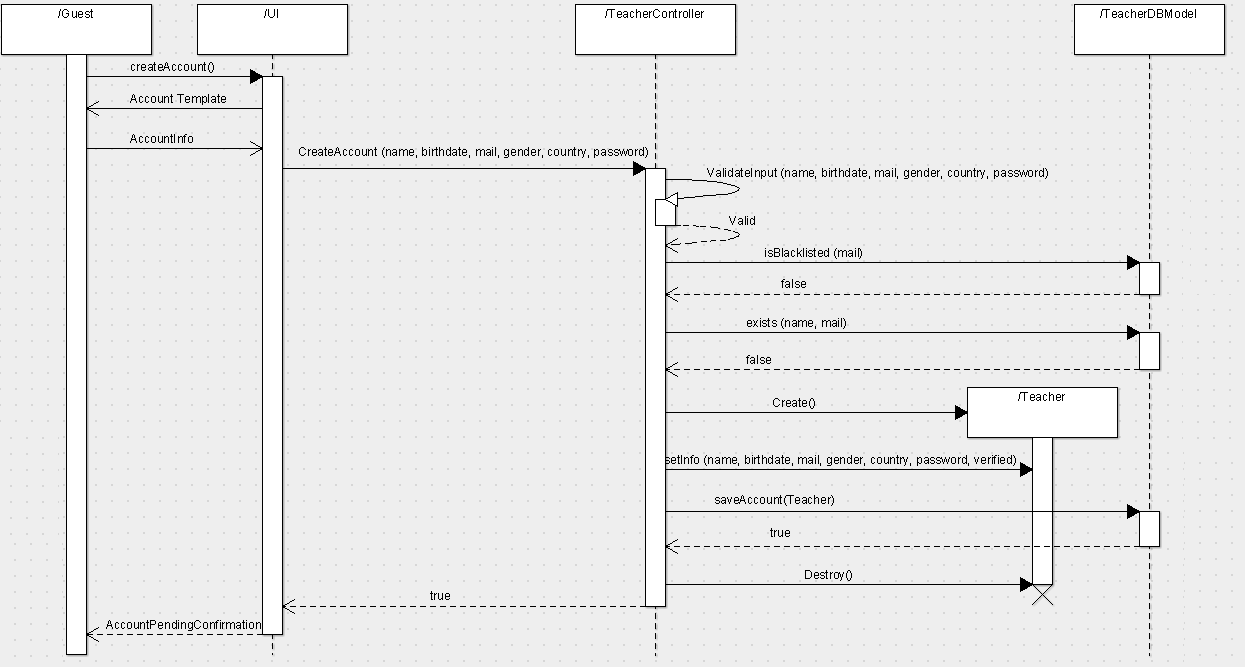 /Guest
/UI
/TeacherController
/TeacherDBModel
createAccount()
Account Template
AccountInfo
CreateAccount (name, birthdate, mail, gender, country, password)
ValidateInput (name, birthdate, mail, gender, country, password)
Valid
isBlacklisted (mail)
false
exists (name, mail)
false
Create()
/Teacher
setInfo (name, birthdate, mail, gender, country, password, verified)
saveAccount(Teacher)
true
Destroy()
true
AccountPendingConfirmation